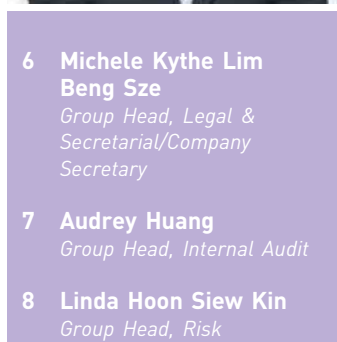 6 Michele Kythe Lim
Beng Sze
Group Head, Legal &
Secretarial/Company
Secretary
7 Audrey Huang
Group Head, Internal Audit
8 Linda Hoon Siew Kin
Group Head, Risk